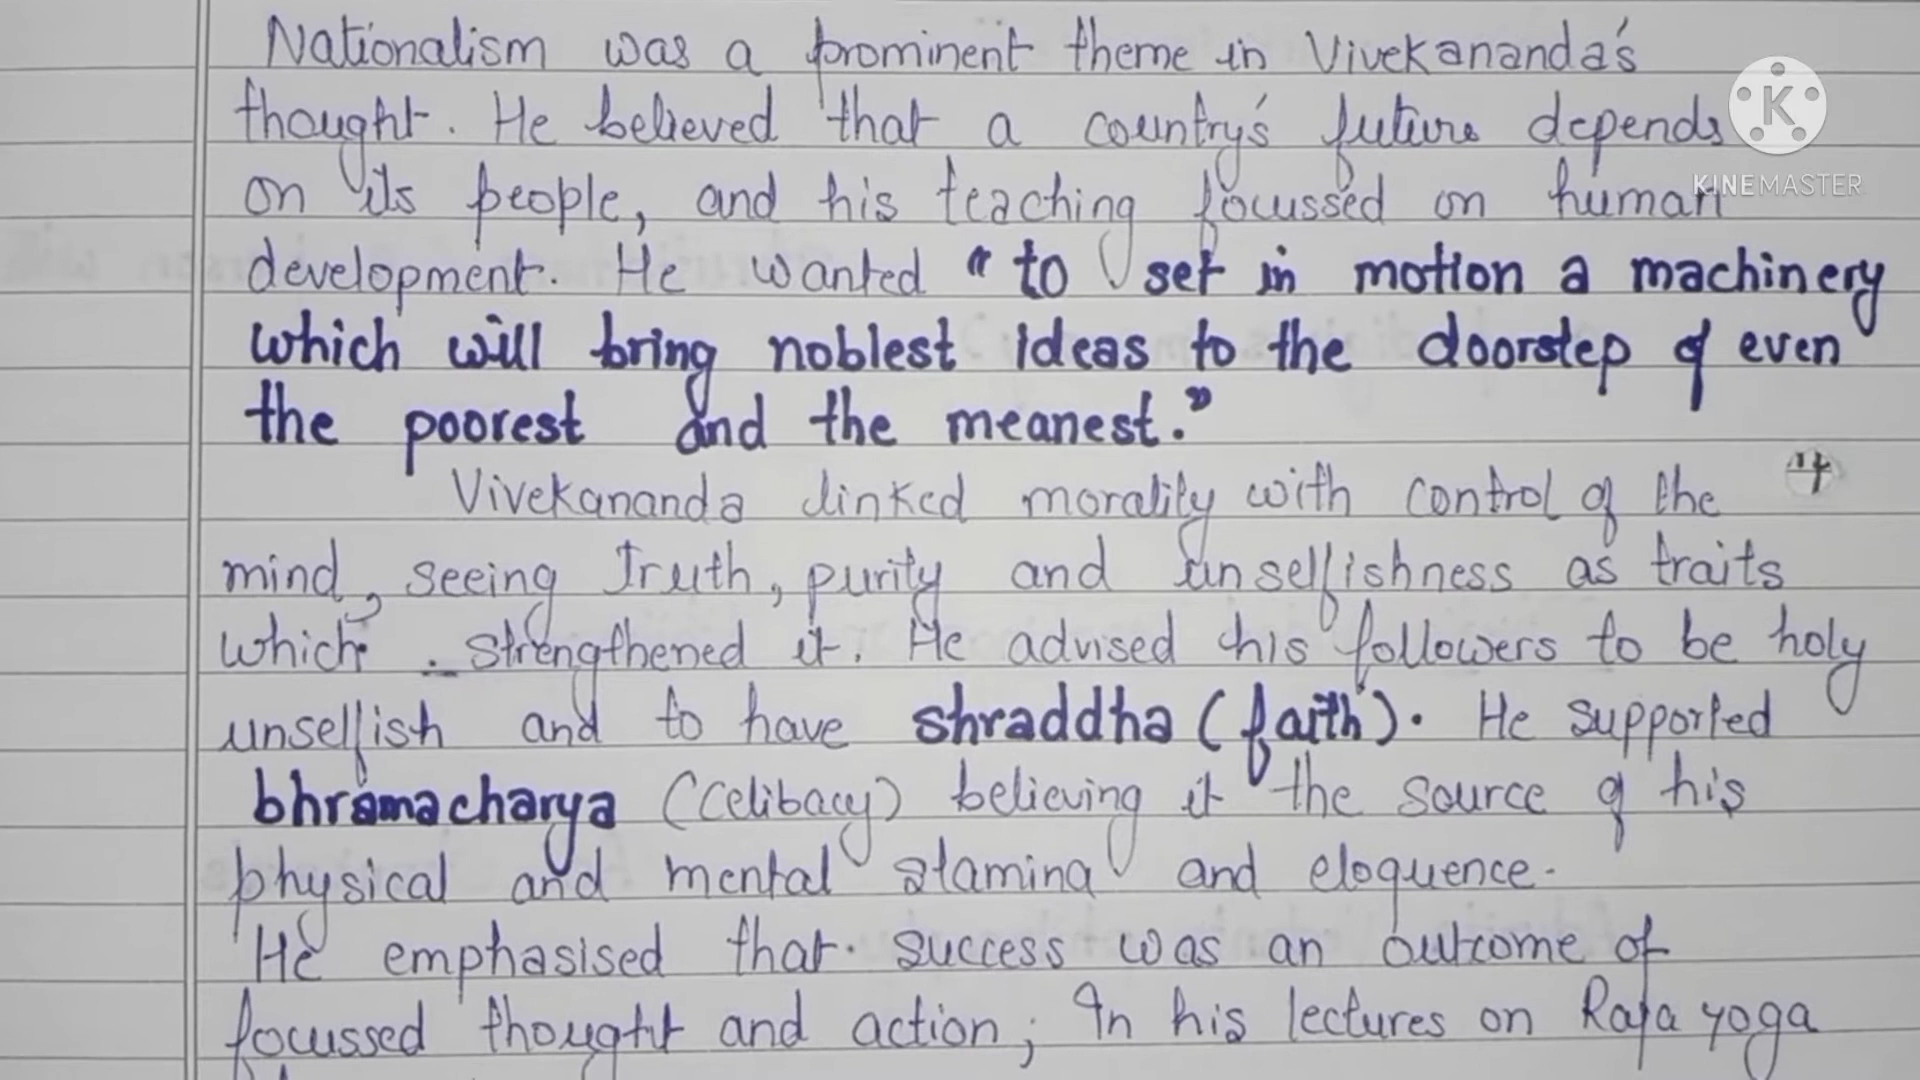 Nationalism was a prominent theme in Vivekananda's
thought. He believed that a country's future depends
on its people, and his teaching focussed on human
development. He wanted "to set in motion a machinery
which will bring noblest Ideas to the doorstep of even
the poorest and the meanest."
Vivekananda linked morality with control of the
mind, seeing Truth, purity and unselfishness as traits
which strengthened it. He advised his followers to be holy
unselfish and to have shraddha (faith). He supported
bhramacharya (celibacy) believing it the source of his
physical and mental stamina and eloquence.
He emphasised that success was an outcome of
focussed thought and action; In his lectures on Raja yoga
K
KINEMASTER